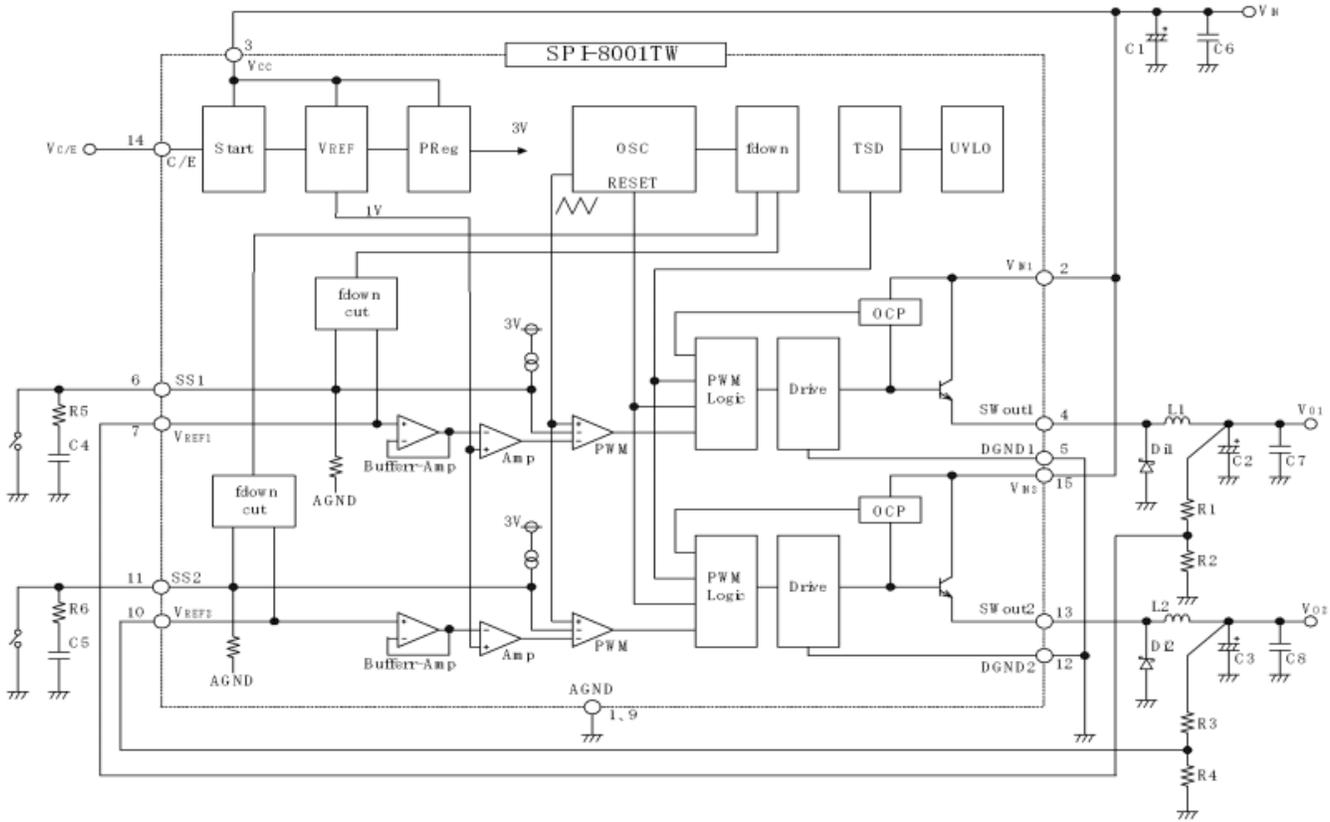 VIN
C1
C6
3
VCC
SPI-8001TW
VC/E
14
C/E
Start
VREF
PReg
3V
OSC
RESET
fdown
TSD
UVLO
1V
fdown
cut
VIN1
2
OCP
3V
PWM
Logic
Drive
6
SS1
R5
C4
7
VREF1
Bufferr-Amp
Amp
PWM
AGND
SWout1
4
L1
VO1
Di1
C2
C7
DGND1
5
VIN2
15
R1
R2
fdown
cut
OCP
3V
PWM
Logic
Drive
11
SS2
R6
C5
10
VREF2
Bufferr-Amp
Amp
PWM
AGND
SWout2
13
L2
VO2
Di2
C3
C8
DGND2
12
AGND
1、9
R3
R4